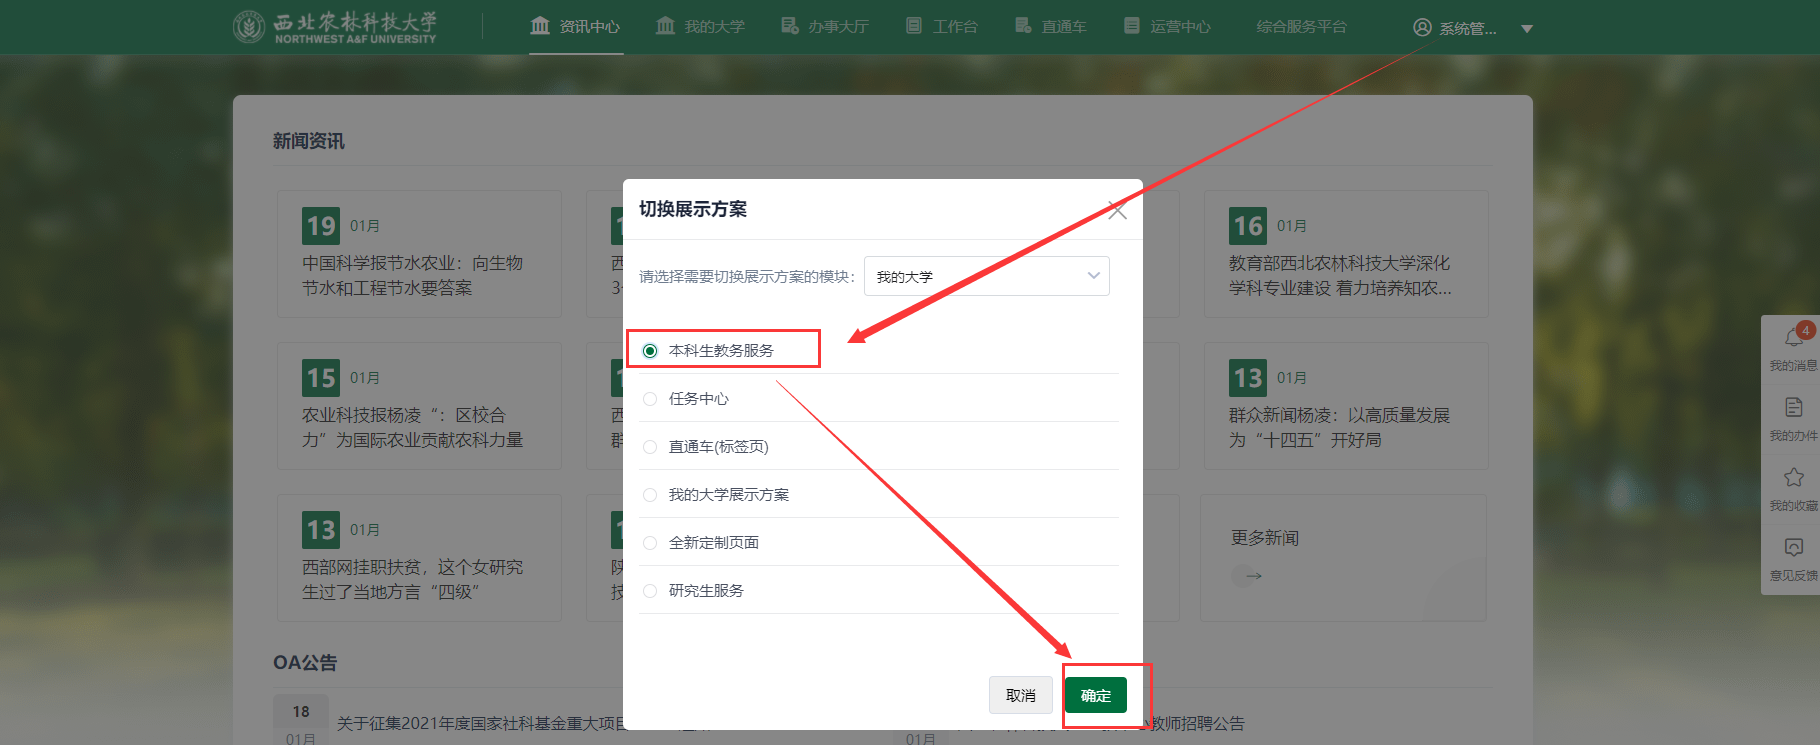 西北农林科技大学
NORTHWEST A&F UNIVERSITY
资讯中心
我的大学
办事大厅
工作台
直通车
运营中心
综合服务平台
系统管...
新闻资讯
19
01月
中国科学报节水农业：向生物
节水和工程节水要答案
16
01月
教育部西北农林科技大学深化
学科专业建设 着力培养知农...
15
01月
农业科技报杨凌“：区校合
力”为国际农业贡献农科力量
13
01月
群众新闻杨凌：以高质量发展
为“十四五”开好局
13
01月
西部网挂职扶贫，这个女研究
生过了当地方言“四级”
更多新闻
切换展示方案
请选择需要切换展示方案的模块：
我的大学
本科生教务服务
任务中心
直通车(标签页)
我的大学展示方案
全新定制页面
研究生服务
取消
确定
4
我的消息
我的办件
我的收藏
意见反馈
OA公告
18
01月
关于征集2021年度国家社科基金重大项目
01月
教师招聘公告